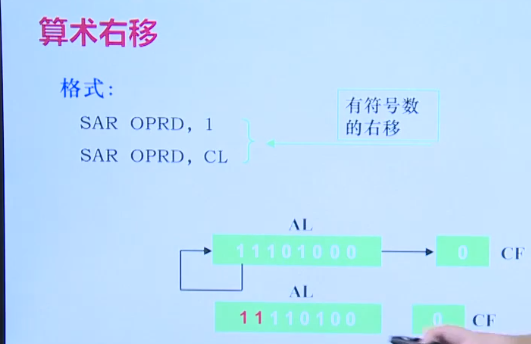 算术右移
格式：
SAR OPRD，1
SAR OPRD，CL
有符号数
的右移
AL
11101000 0 CF
AL
11110100 0 CF